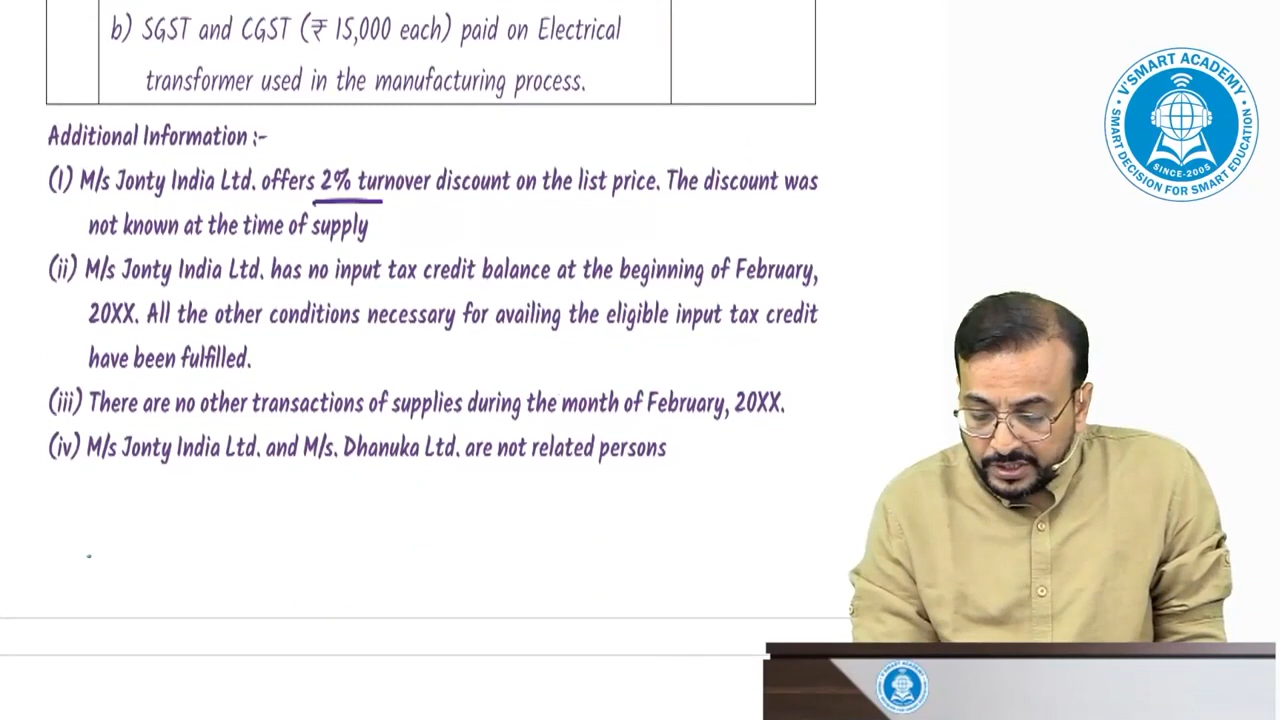 b) SGST and CGST (₹ 15,000 each) paid on Electrical
transformer used in the manufacturing process.
Additional Information :-
(I) M/s Jonty India Ltd. offers 2% turnover discount on the list price. The discount was
not known at the time of supply
(ii) M/s Jonty India Ltd. has no input tax credit balance at the beginning of February,
20XX. All the other conditions necessary for availing the eligible input tax credit
have been fulfilled.
(iii) There are no other transactions of supplies during the month of February, 20XX.
(iv) M/s Jonty India Ltd. and M/s. Dhanuka Ltd. are not related persons
V'SMART ACADEMY
SINCE-2005
SMART DECISION FOR SMART EDUCATION